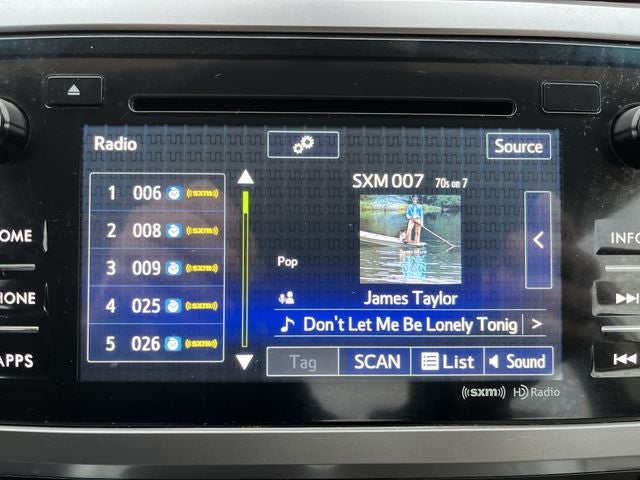 Radio
Source
1 006 sxm
2 008 sxm
3 009 sxm
4 025 sxm
5 026 sxm
SXM 007 70s on 7
Pop
James Taylor
Don't Let Me Be Lonely Tonig >
Tag SCAN List Sound
((sxm)) HD Radio
OME
HONE
APPS
INFO